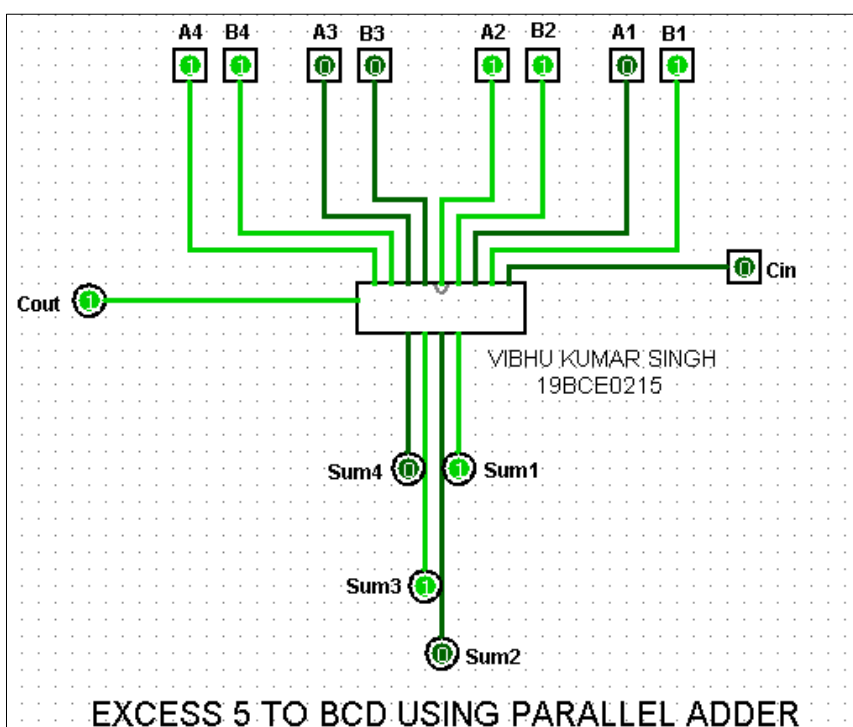 A4 B4 A3 B3 A2 B2 A1 B1
1 1 0 0 1 1 0 1
0 Cin
Cout 1
VIBHU KUMAR SINGH
19BCE0215
Sum4 0 1 Sum1
Sum3 1
0 Sum2
EXCESS 5 TO BCD USING PARALLEL ADDER